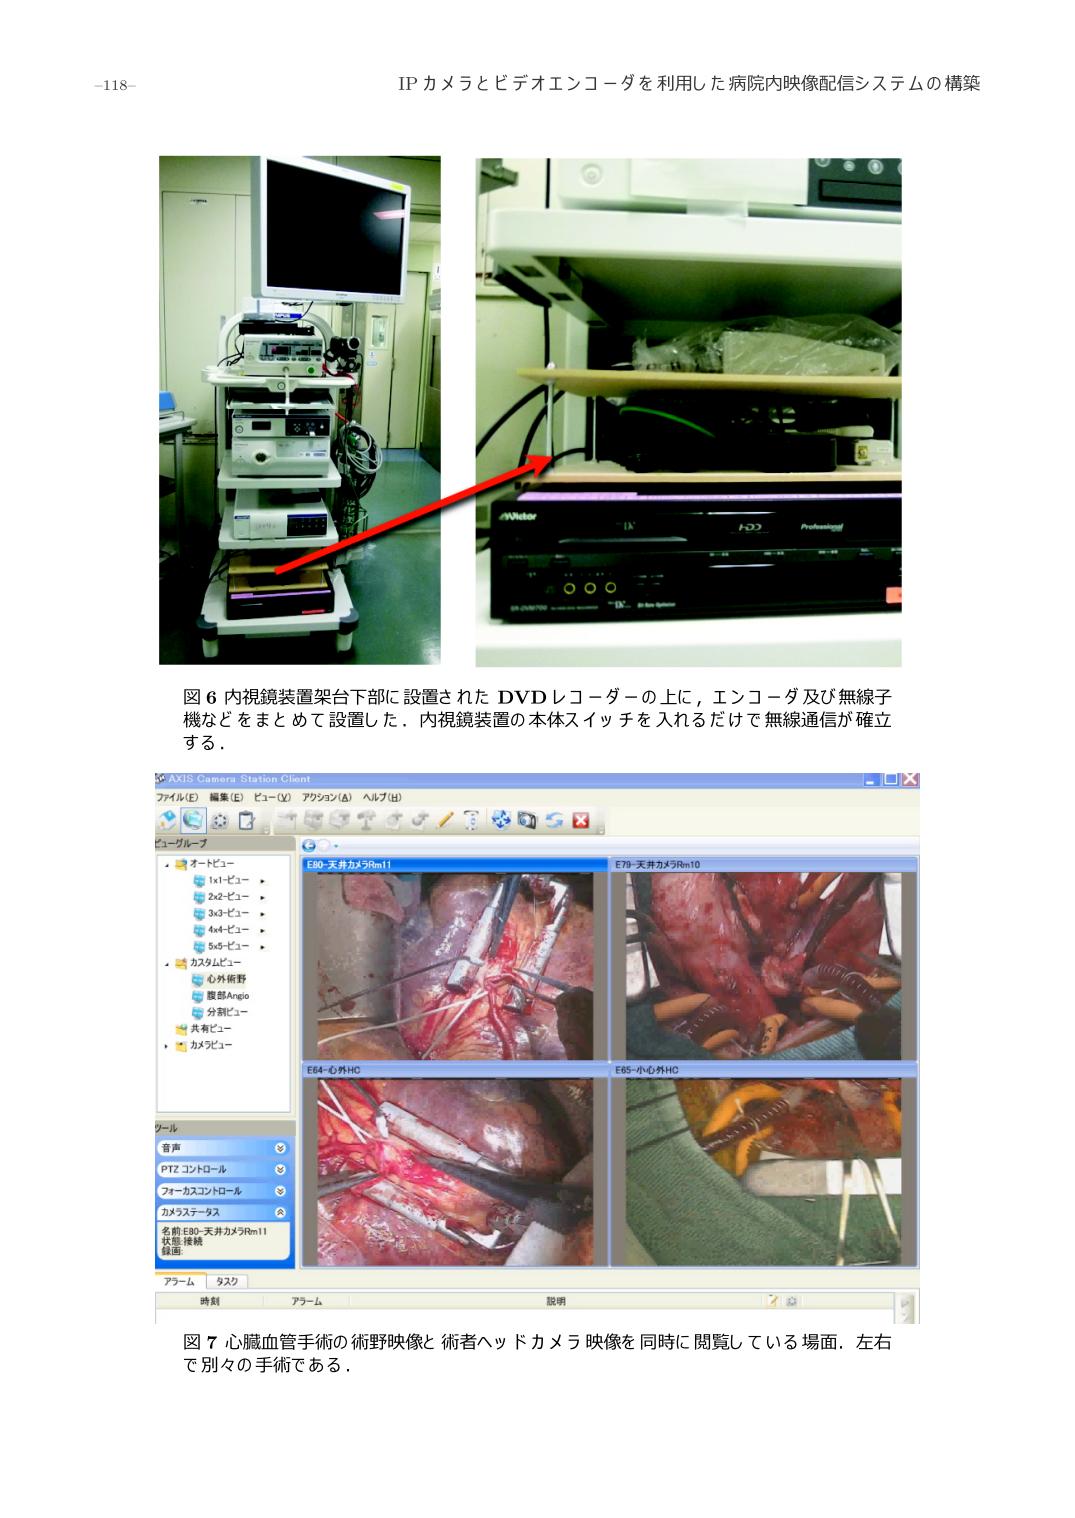 –118–
IP カメラとビデオエンコーダを利用した病院内映像配信システムの構築
Victor
DV
HDD
Professional
図 6 内視鏡装置架台下部に設置された DVD レコーダーの上に，エンコーダ及び無線子
機などをまとめて設置した．内視鏡装置の本体スイッチを入れるだけで無線通信が確立
する．
AXIS Camera Station Client
ファイル(F) 編集(E) ビュー(V) アクション(A) ヘルプ(H)
ビューグループ
オートビュー
1x1-ビュー
2x2-ビュー
3x3-ビュー
4x4-ビュー
5x5-ビュー
カスタムビュー
心外術野
腹部Angio
分割ビュー
共有ビュー
カメラビュー
E80-天井カメラRm11
E79-天井カメラRm10
E64-心外HC
E65-小心外HC
ツール
音声
PTZ コントロール
フォーカスコントロール
カメラステータス
名前:E80-天井カメラRm11
状態:接続
録画:
アラーム タスク
時刻 アラーム 説明
図 7 心臓血管手術の術野映像と術者ヘッドカメラ映像を同時に閲覧している場面．左右
で別々の手術である．